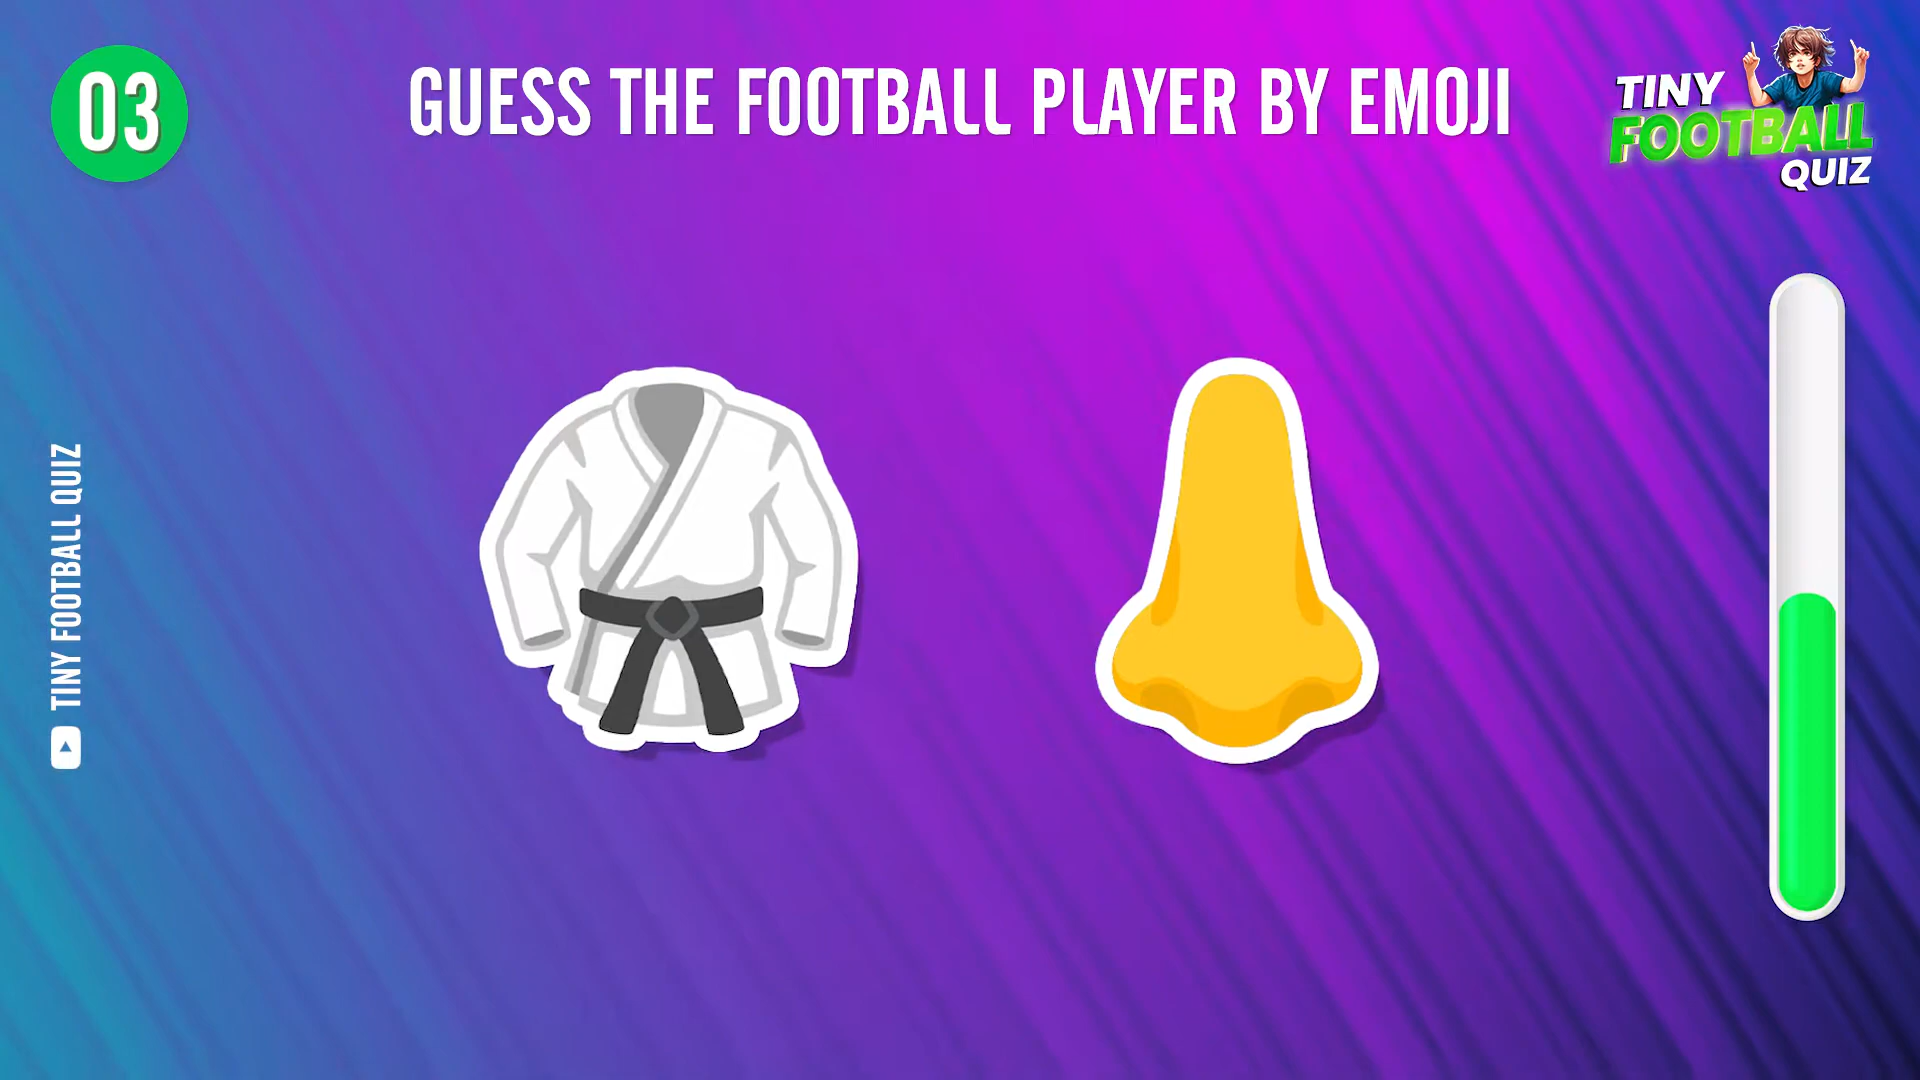 03
GUESS THE FOOTBALL PLAYER BY EMOJI
TINY
FOOTBALL
QUIZ
TINY FOOTBALL QUIZ